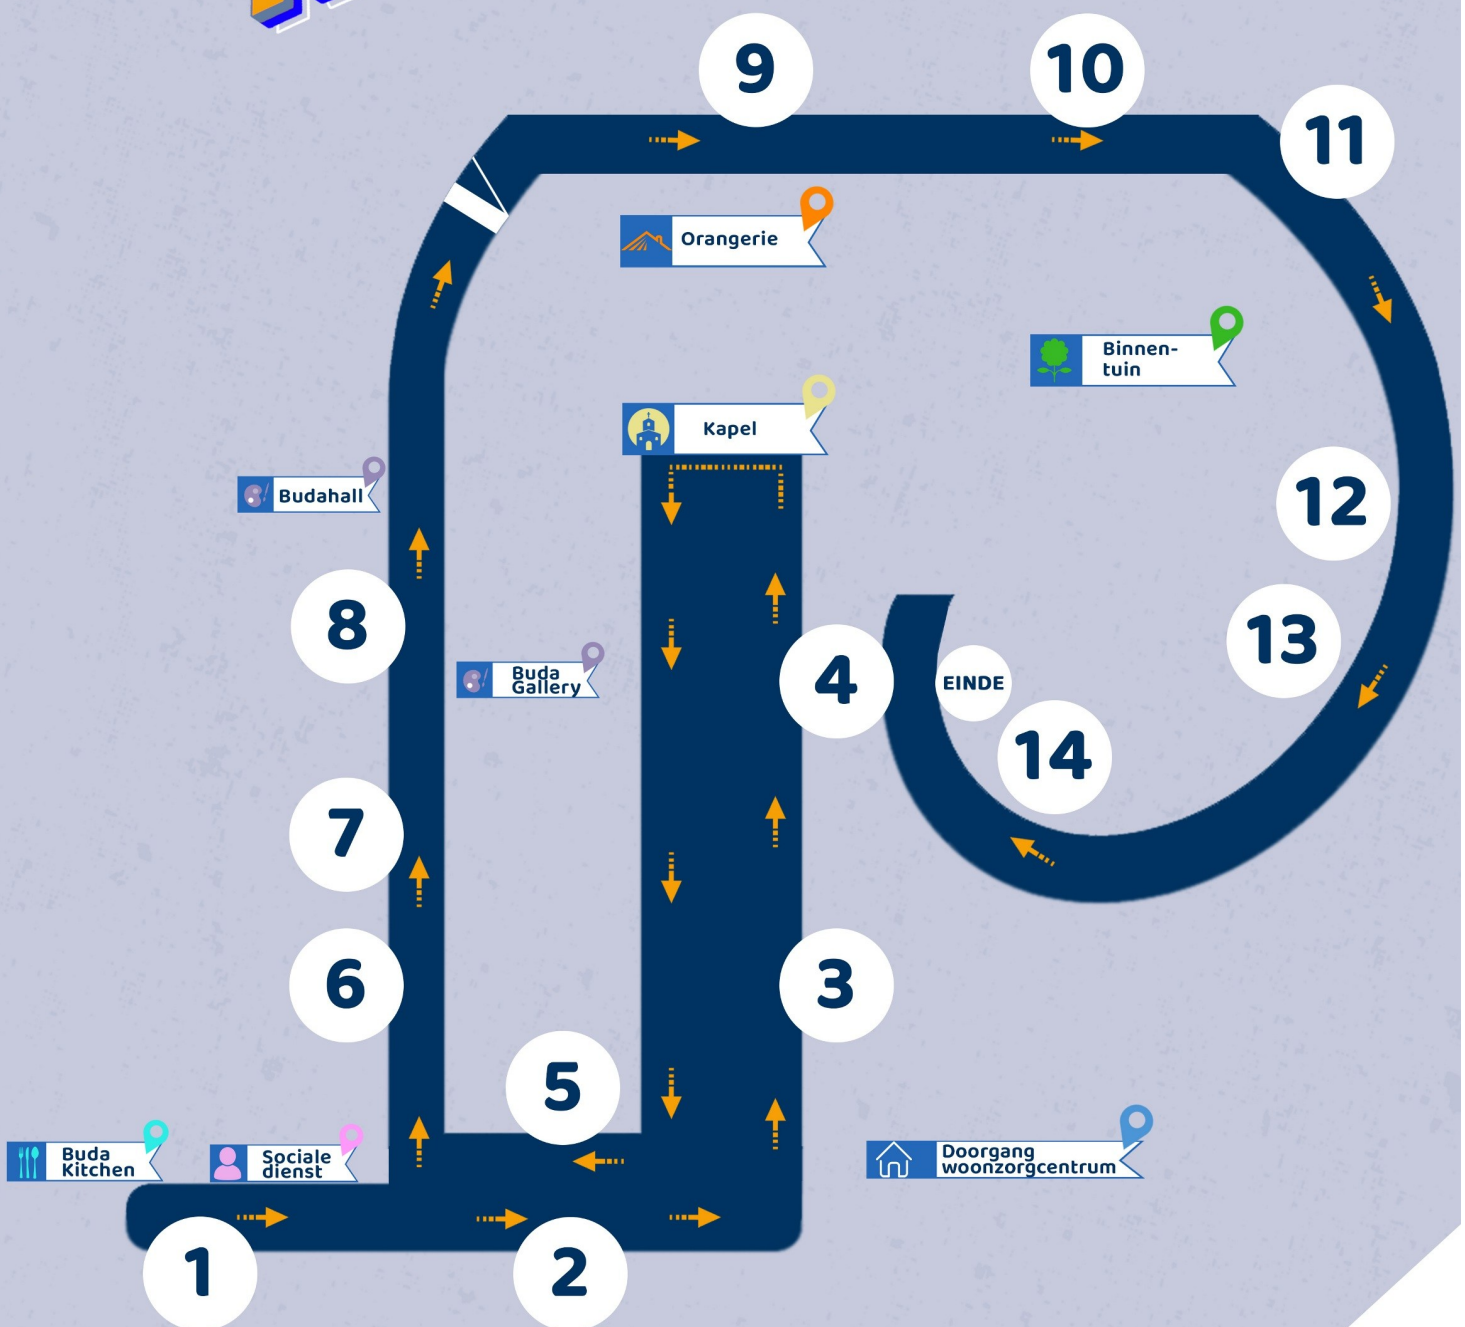 9
10
11
Orangerie
Binnen-
tuin
Kapel
Budahall
12
8
13
Buda
Gallery
4
EINDE
14
7
6
3
5
Buda
Kitchen
Sociale
dienst
Doorgang
woonzorgcentrum
1
2